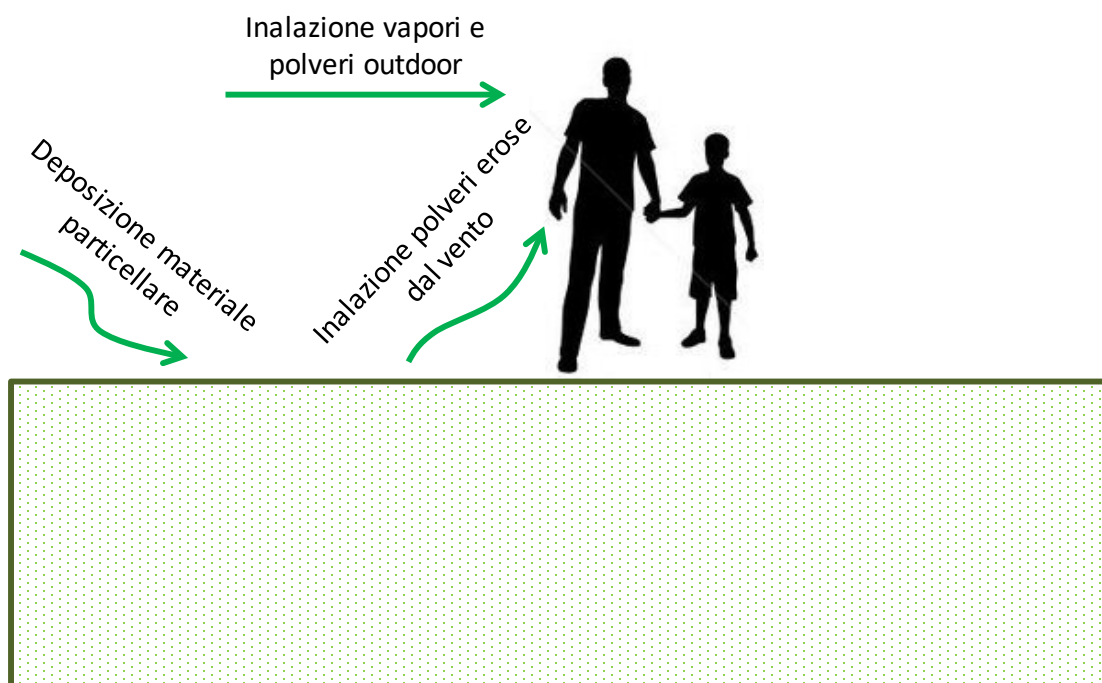 Inalazione vapori e
polveri outdoor
Deposizione materiale
particellare
Inalazione polveri erose
dal vento